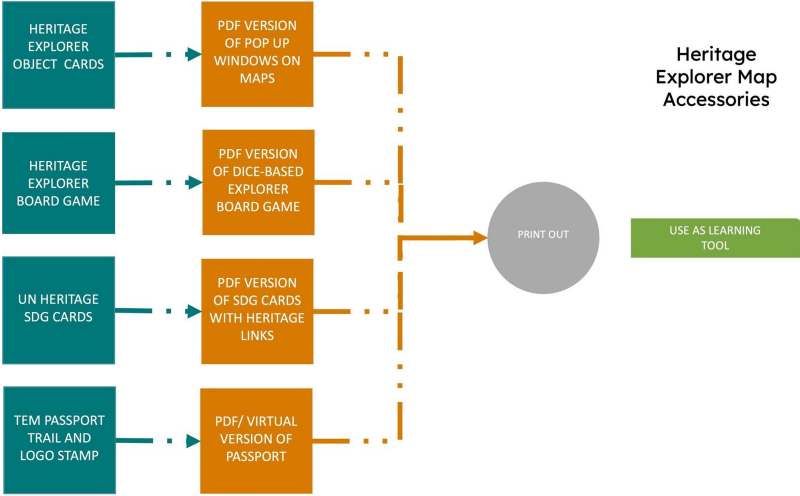 HERITAGE
EXPLORER
OBJECT CARDS
PDF VERSION
OF POP UP
WINDOWS ON
MAPS
Heritage
Explorer Map
Accessories
HERITAGE
EXPLORER
BOARD GAME
PDF VERSION
OF DICE-BASED
EXPLORER
BOARD GAME
PRINT OUT
USE AS LEARNING
TOOL
UN HERITAGE
SDG CARDS
PDF VERSION
OF SDG CARDS
WITH HERITAGE
LINKS
TEM PASSPORT
TRAIL AND
LOGO STAMP
PDF/ VIRTUAL
VERSION OF
PASSPORT